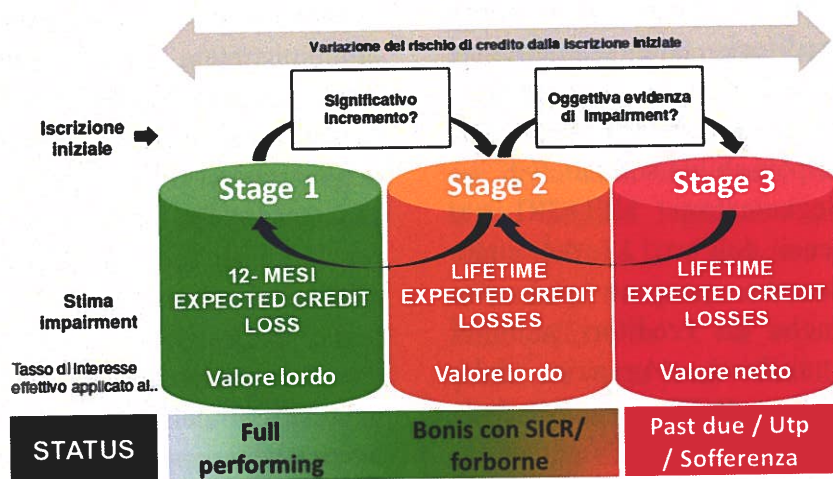 Variazione del rischio di credito dalla iscrizione iniziale
Significativo
incremento?
Oggettiva evidenza
di impairment?
Iscrizione
iniziale
Stage 1
Stage 2
Stage 3
12- MESI
EXPECTED CREDIT
LOSS
LIFETIME
EXPECTED CREDIT
LOSSES
LIFETIME
EXPECTED CREDIT
LOSSES
Stima
impairment
Tasso di interesse
effettivo applicato al..
Valore lordo
Valore lordo
Valore netto
STATUS
Full
performing
Bonis con SICR/
forborne
Past due / Utp
/ Sofferenza